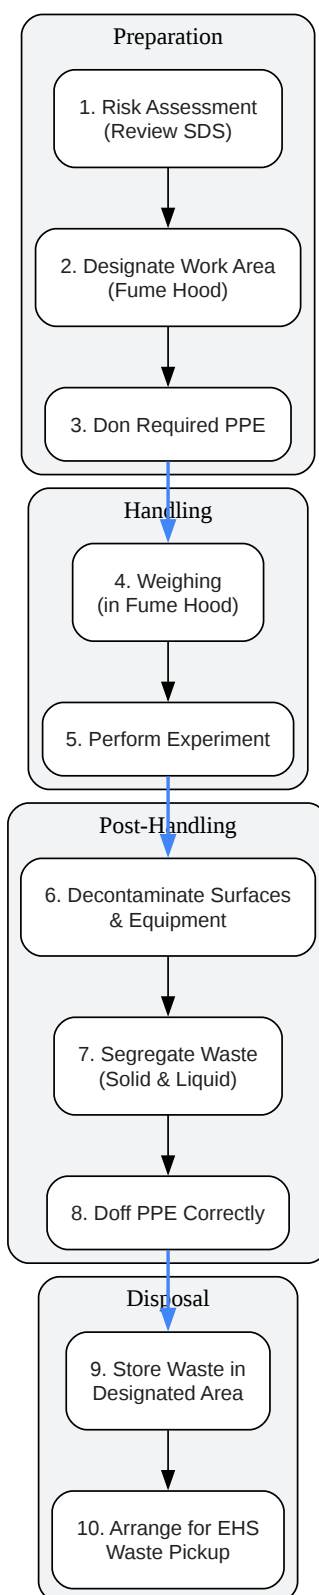 Preparation
1. Risk Assessment
(Review SDS)
2. Designate Work Area
(Fume Hood)
3. Don Required PPE
Handling
4. Weighing
(in Fume Hood)
5. Perform Experiment
Post-Handling
6. Decontaminate Surfaces
& Equipment
7. Segregate Waste
(Solid & Liquid)
8. Doff PPE Correctly
Disposal
9. Store Waste in
Designated Area
10. Arrange for EHS
Waste Pickup